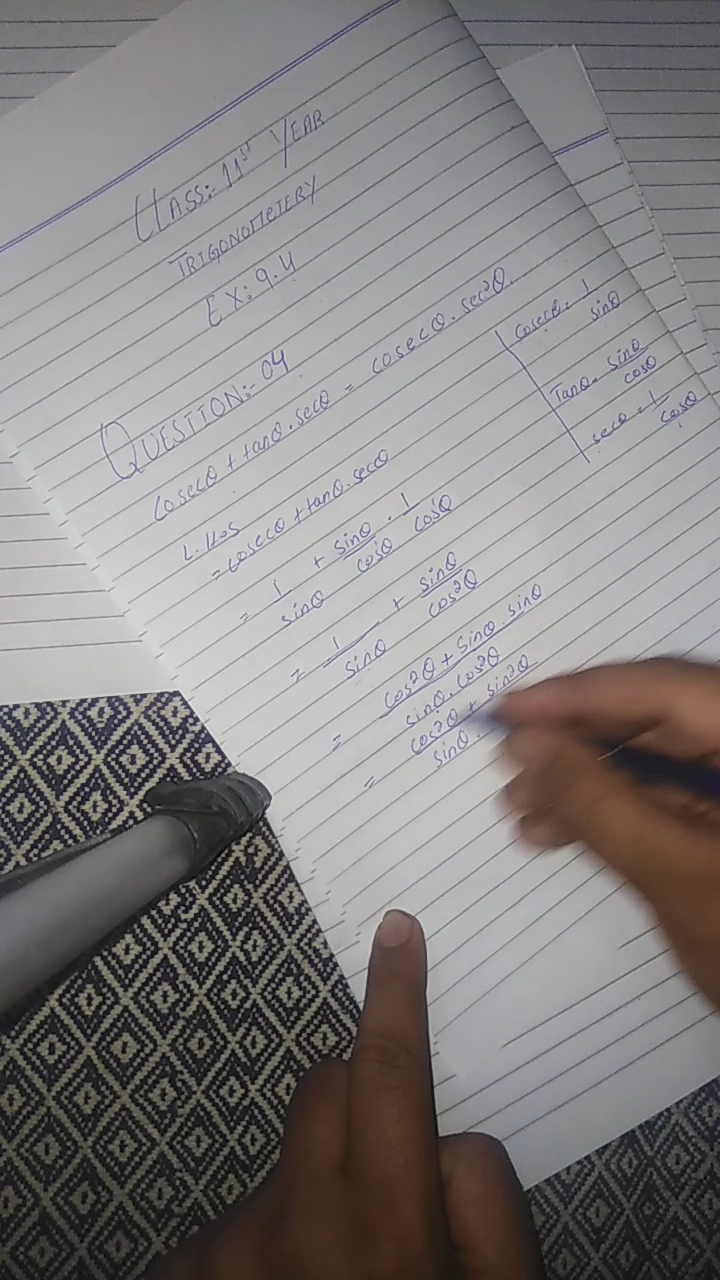 CLASS:- 11st YEAR
TRIGONOMETERY
EX: 9.4
QUESTION:- 04
cosecθ + tanθ . secθ = cosecθ . sec²θ.
cosecθ = 1/sinθ
Tanθ = sinθ/cosθ
secθ = 1/cosθ
L.Hos
= cosecθ + tanθ.secθ
= 1/sinθ + sinθ/cosθ . 1/cosθ
= 1/sinθ + sinθ/cos²θ
= cos²θ + sinθ . sinθ / sinθ . cos²θ
= cos²θ + sin²θ / sinθ .